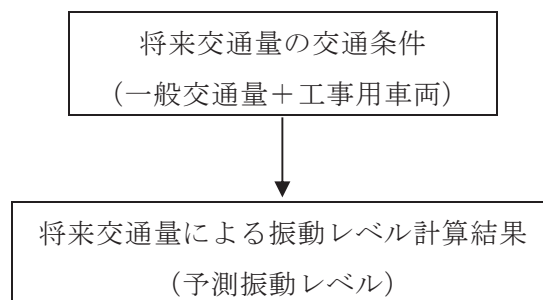 将来交通量の交通条件
（一般交通量＋工事用車両）
将来交通量による振動レベル計算結果
（予測振動レベル）